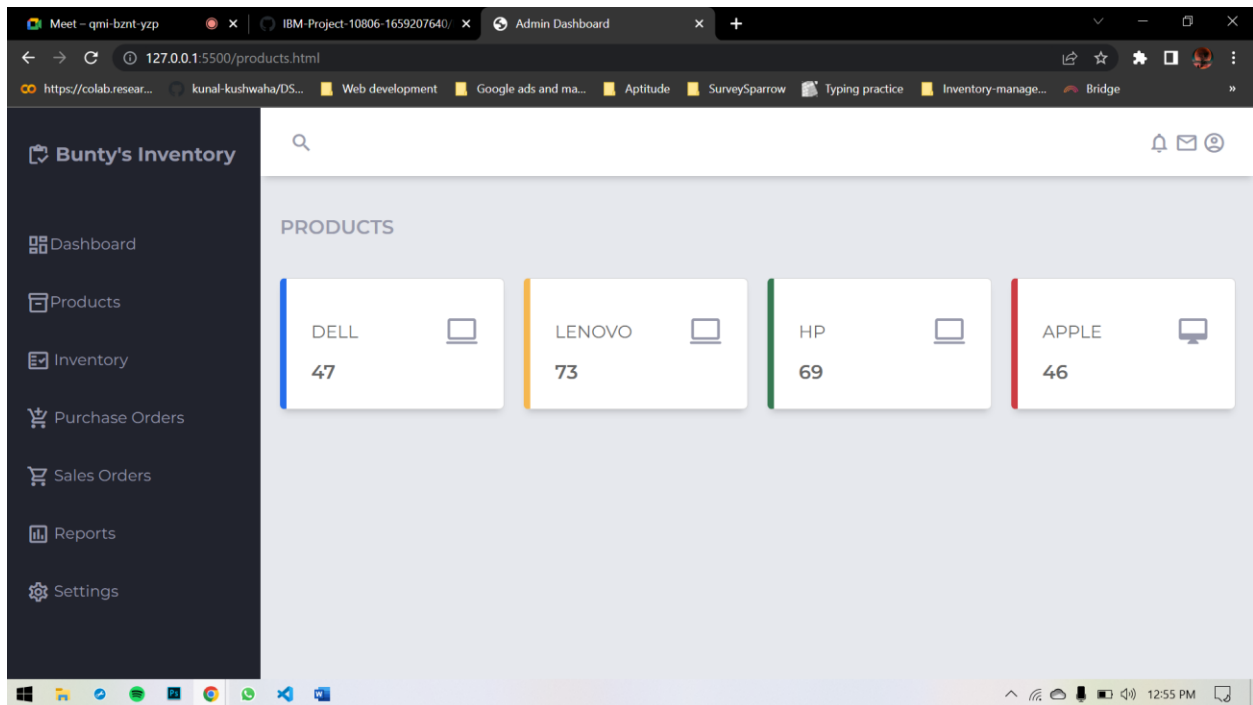 Meet – qmi-bznt-yzp
IBM-Project-10806-1659207640/
Admin Dashboard
127.0.0.1:5500/products.html
https://colab.resear... kunal-kushwaha/DS... Web development Google ads and ma... Aptitude SurveySparrow Typing practice Inventory-manage... Bridge »
Bunty's Inventory
Dashboard
Products
Inventory
Purchase Orders
Sales Orders
Reports
Settings
PRODUCTS
DELL
47
LENOVO
73
HP
69
APPLE
46
Ps
12:55 PM